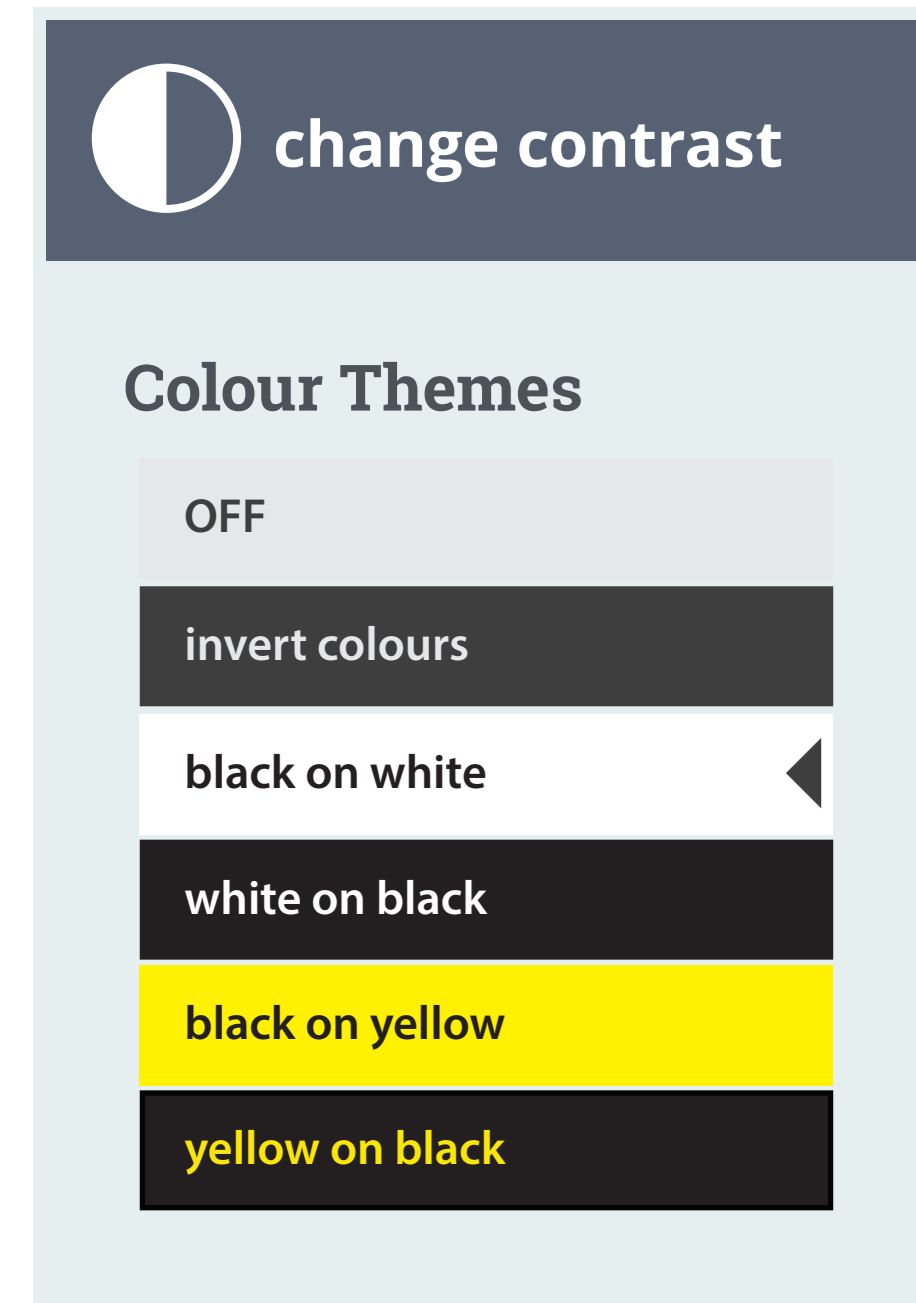 change contrast
Colour Themes
OFF
invert colours
black on white
white on black
black on yellow
yellow on black